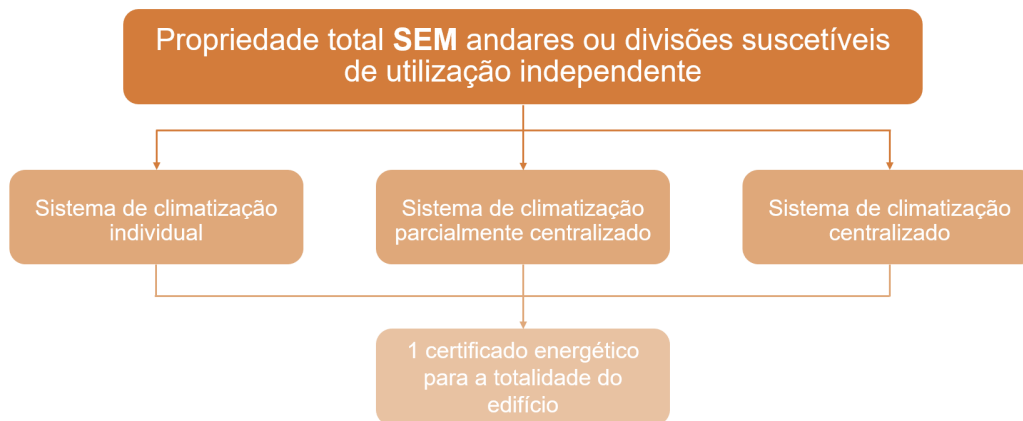 Propriedade total SEM andares ou divisões suscetíveis
de utilização independente
Sistema de climatização
individual
Sistema de climatização
parcialmente centralizado
Sistema de climatização
centralizado
1 certificado energético
para a totalidade do
edifício